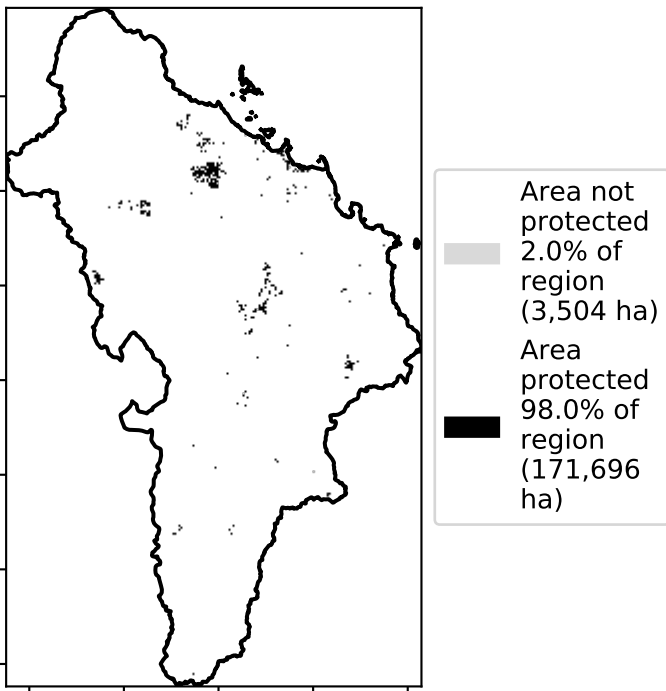 Area not
protected
2.0% of
region
(3,504 ha)
Area
protected
98.0% of
region
(171,696
ha)